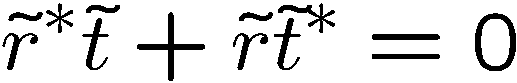 r̃*t̃ + r̃t̃* = 0